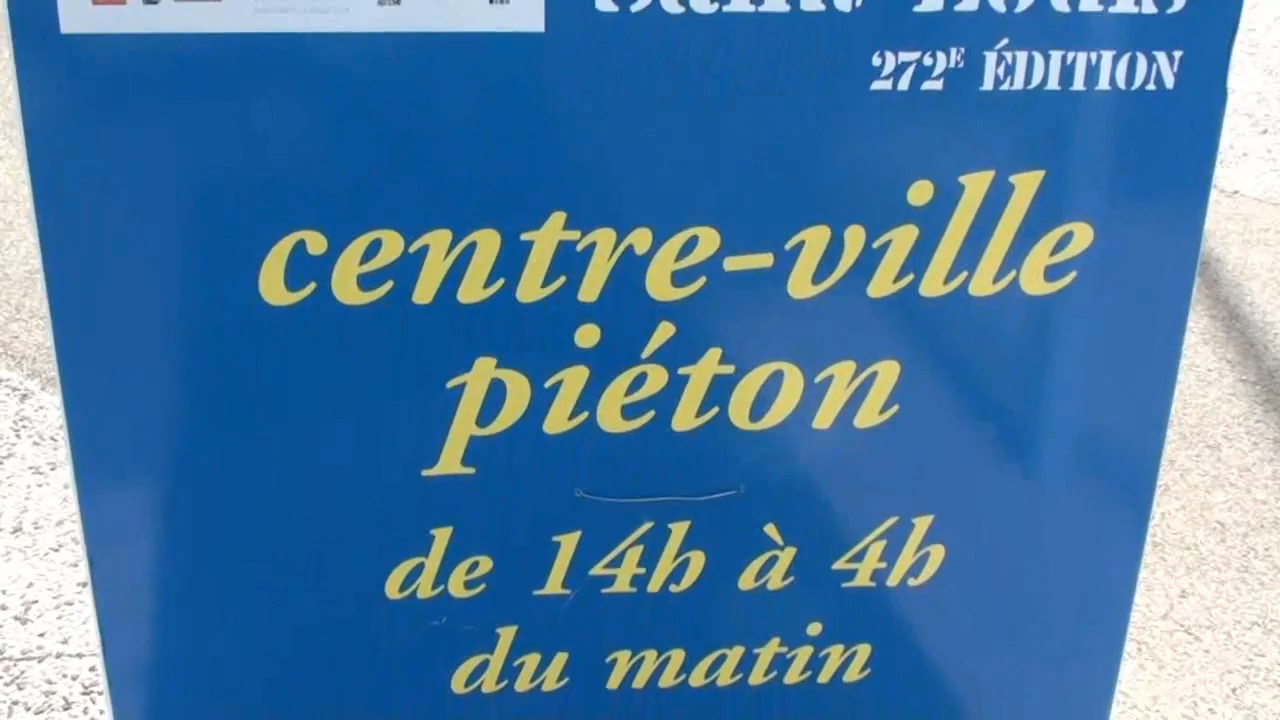 272E ÉDITION
centre-ville
piéton
de 14h à 4h
du matin